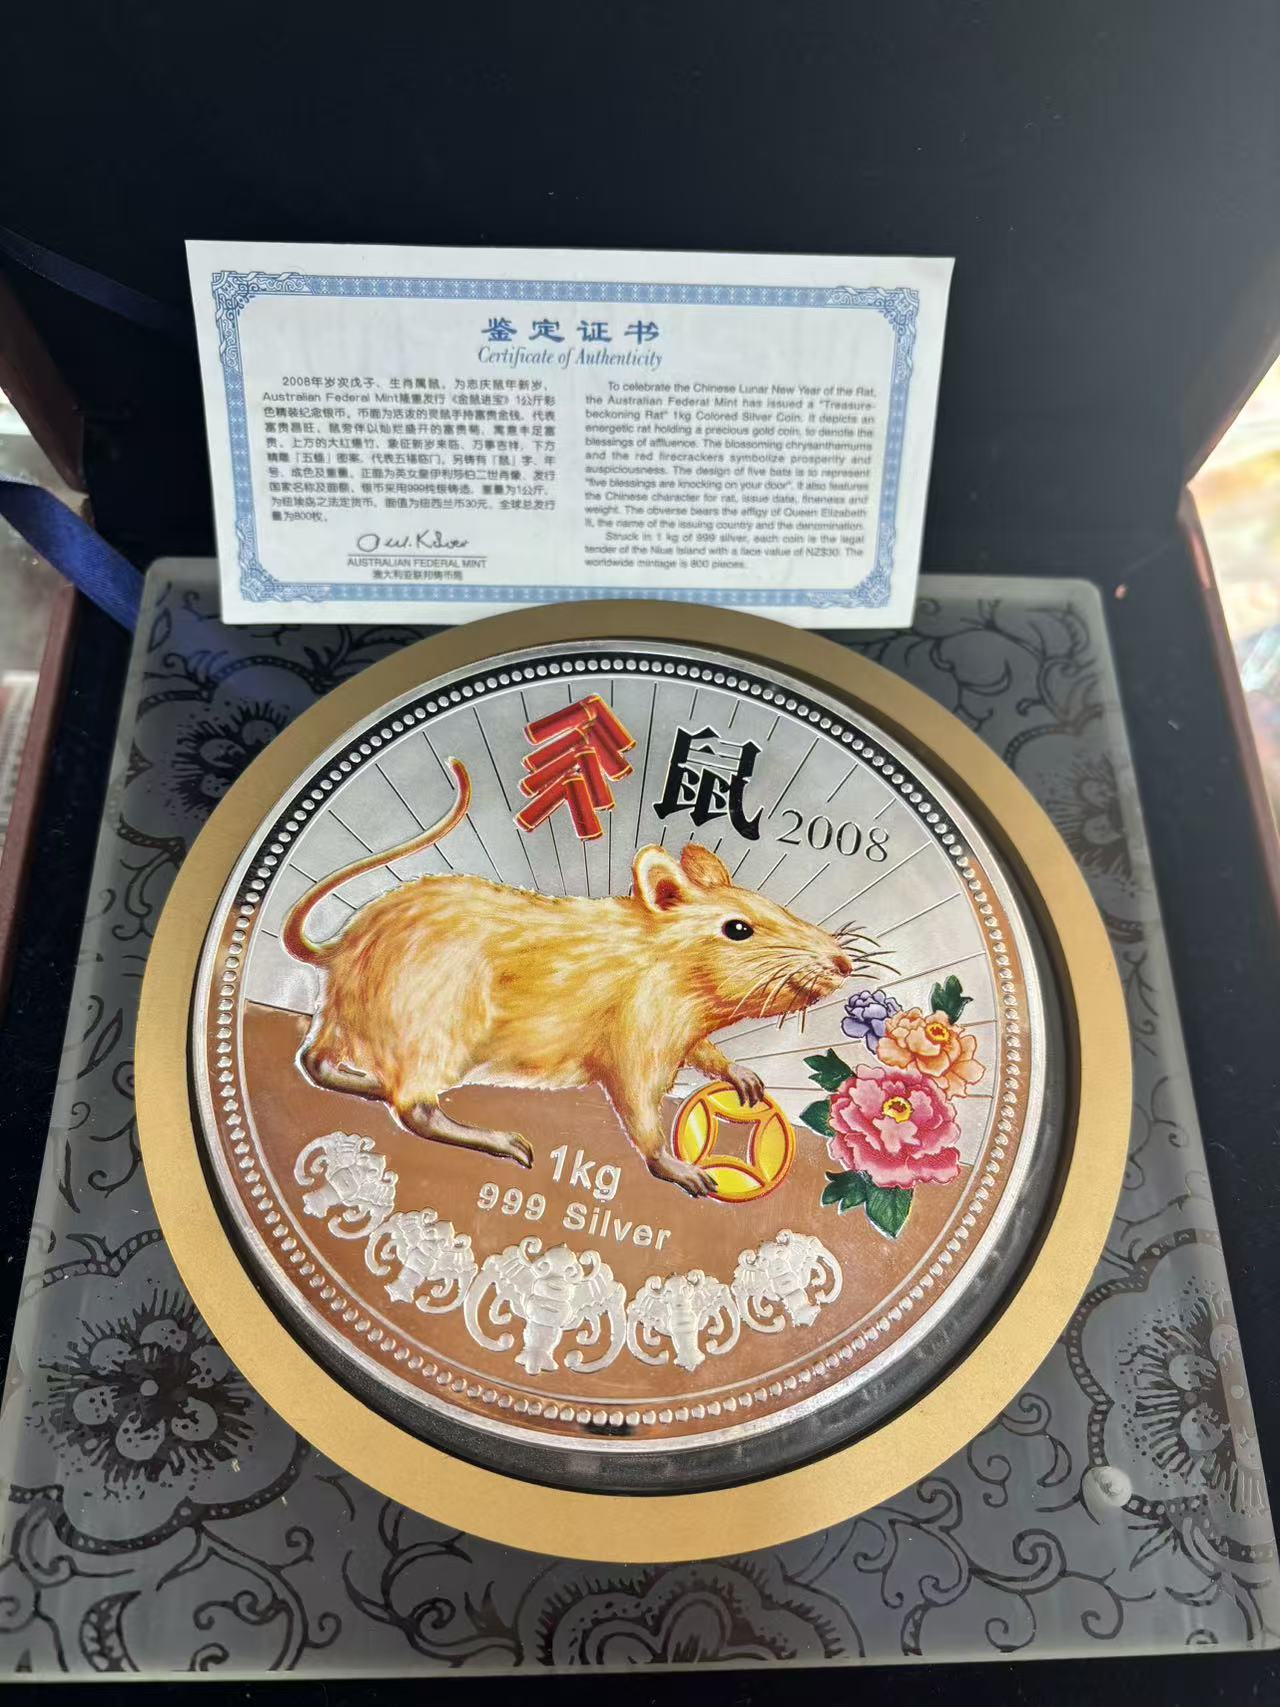 鉴定证书
Certificate of Authenticity
2008年岁次戊子、生肖属鼠。为志庆鼠年新岁,
Australian Federal Mint隆重发行《金鼠进宝》1公斤彩
色精装纪念银币。币面为活泼的灵鼠手持富贵金钱,代表
富贵昌旺。鼠旁伴以灿烂盛开的富贵菊,寓意丰足富
贵。上方的大红爆竹,象征新岁来临、万事吉祥。下方
精雕「五蝠」图案,代表五福临门。另铸有「鼠」字、年
号、成色及重量。正面为英女皇伊利莎伯二世肖像、发行
国家名称及面额。银币采用999纯银铸造,重量为1公斤,
为纽埃岛之法定货币,面值为纽西兰币30元。全球总发行
量为800枚。
AUSTRALIAN FEDERAL MINT
澳大利亚联邦铸币局
To celebrate the Chinese Lunar New Year of the Rat,
the Australian Federal Mint has issued a "Treasure-
beckoning Rat" 1kg Colored Silver Coin. It depicts an
energetic rat holding a precious gold coin, to denote the
blessings of affluence. The blossoming chrysanthemums
and the red firecrackers symbolize prosperity and
auspiciousness. The design of five bats is to represent
"five blessings are knocking on your door". It also features
the Chinese character for rat, issue date, fineness and
weight. The obverse bears the effigy of Queen Elizabeth
II, the name of the issuing country and the denomination.
Struck in 1 kg of 999 silver, each coin is the legal
tender of the Niue Island with a face value of NZ$30. The
worldwide mintage is 800 pieces.
鼠 2008
1kg
999 Silver